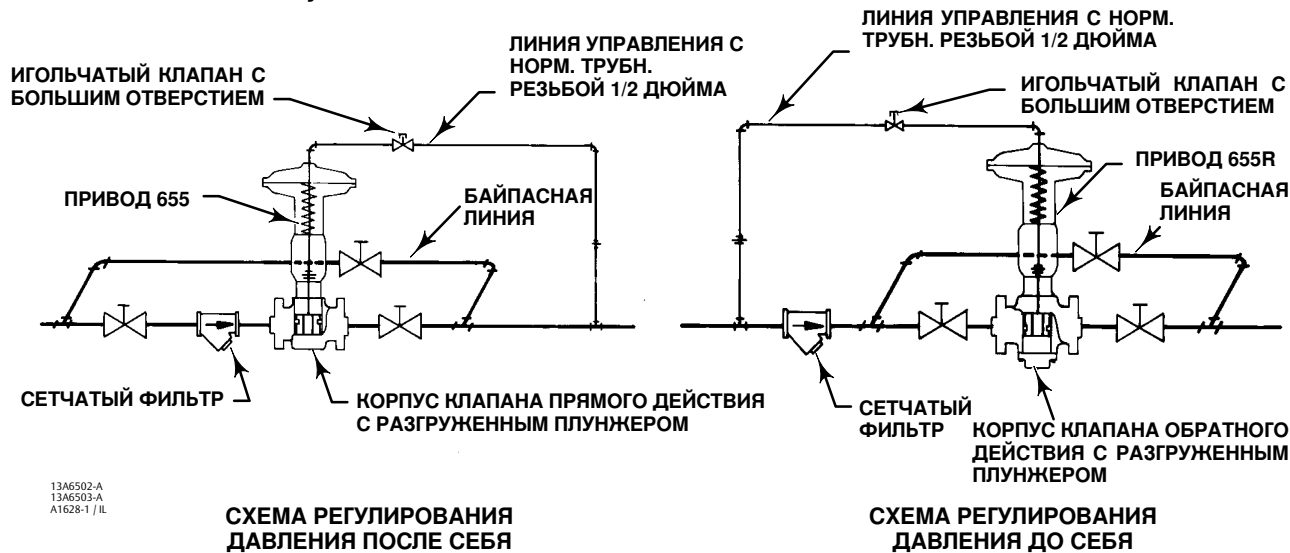 ЛИНИЯ УПРАВЛЕНИЯ С
НОРМ. ТРУБН.
РЕЗЬБОЙ 1/2 ДЮЙМА
ИГОЛЬЧАТЫЙ КЛАПАН С
БОЛЬШИМ ОТВЕРСТИЕМ
ПРИВОД 655
БАЙПАСНАЯ
ЛИНИЯ
СЕТЧАТЫЙ ФИЛЬТР
КОРПУС КЛАПАНА ПРЯМОГО ДЕЙСТВИЯ
С РАЗГРУЖЕННЫМ ПЛУНЖЕРОМ
13A6502-A
13A6503-A
A1628-1 / IL
СХЕМА РЕГУЛИРОВАНИЯ
ДАВЛЕНИЯ ПОСЛЕ СЕБЯ
ЛИНИЯ УПРАВЛЕНИЯ С НОРМ.
ТРУБН. РЕЗЬБОЙ 1/2 ДЮЙМА
ИГОЛЬЧАТЫЙ КЛАПАН С
БОЛЬШИМ ОТВЕРСТИЕМ
ПРИВОД 655R
БАЙПАСНАЯ
ЛИНИЯ
СЕТЧАТЫЙ
ФИЛЬТР
КОРПУС КЛАПАНА ОБРАТНОГО
ДЕЙСТВИЯ С РАЗГРУЖЕННЫМ
ПЛУНЖЕРОМ
СХЕМА РЕГУЛИРОВАНИЯ
ДАВЛЕНИЯ ДО СЕБЯ